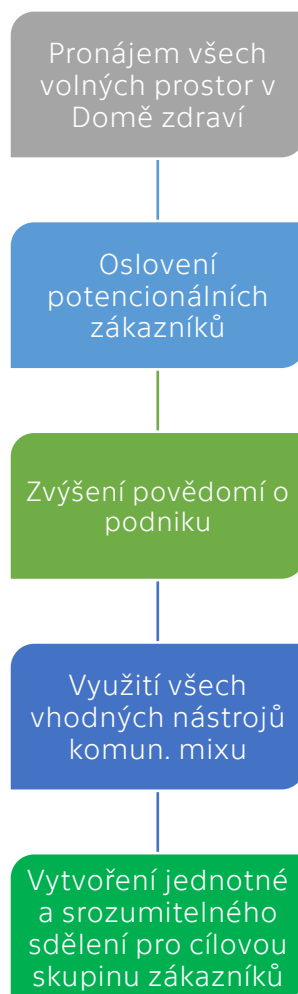 Pronájem všech
volných prostor v
Domě zdraví
Oslovení
potencionálních
zákazníků
Zvýšení povědomí o
podniku
Využití všech
vhodných nástrojů
komun. mixu
Vytvoření jednotné
a srozumitelného
sdělení pro cílovou
skupinu zákazníků